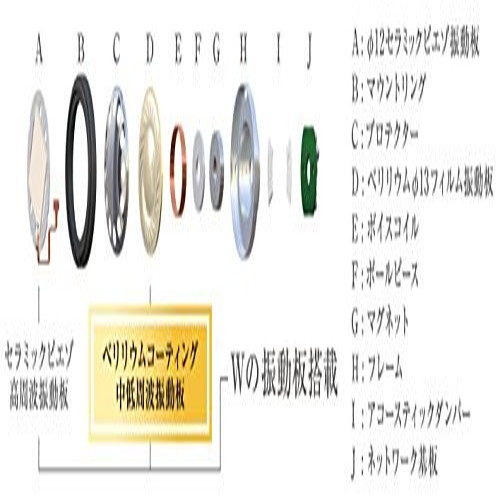 A B C D E F G H I J
A：φ12セラミックピエゾ振動板
B：マウントリング
C：プロテクター
D：ベリリウムφ13フィルム振動板
E：ボイスコイル
F：ポールピース
G：マグネット
H：フレーム
I：アコースティックダンパー
J：ネットワーク基板
セラミックピエゾ
高周波振動板
ベリリウムコーティング
中低周波振動板
Wの振動板搭載